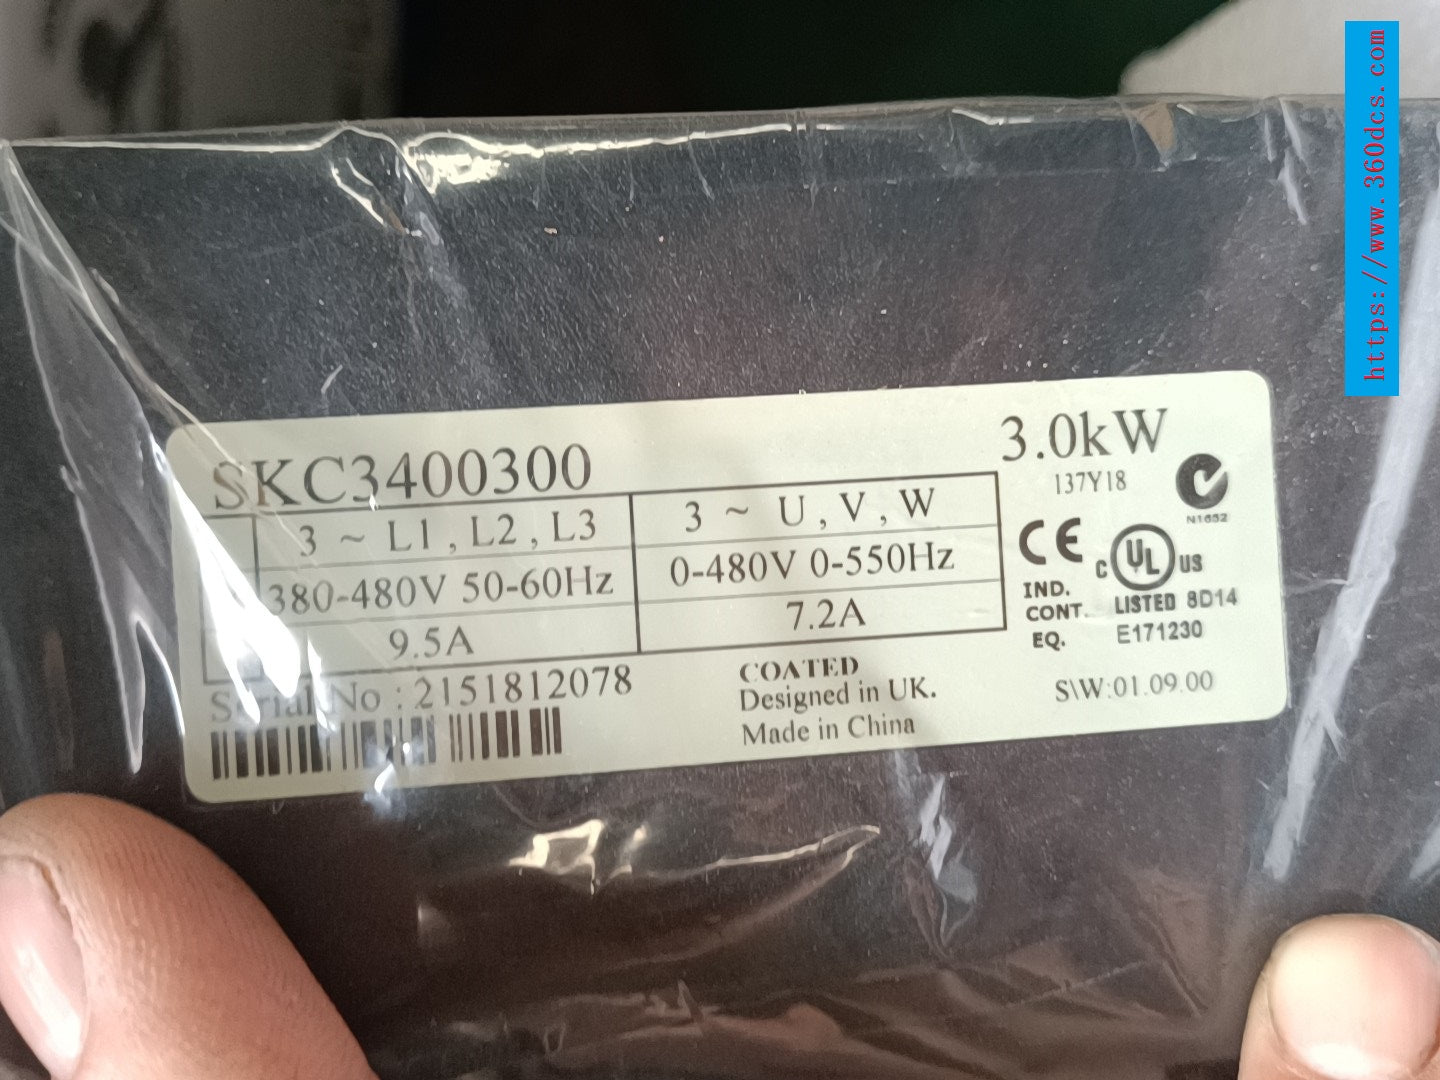 https://www.360dcs.com
SKC3400300
3.0kW
137Y18
N1652
3 ~ L1 , L2 , L3
3 ~ U , V , W
380-480V 50-60Hz
0-480V 0-550Hz
9.5A
7.2A
CE
C UL US
IND.
CONT.
EQ.
LISTED 8D14
E171230
Serial No : 2151812078
COATED
Designed in UK.
Made in China
S\W:01.09.00